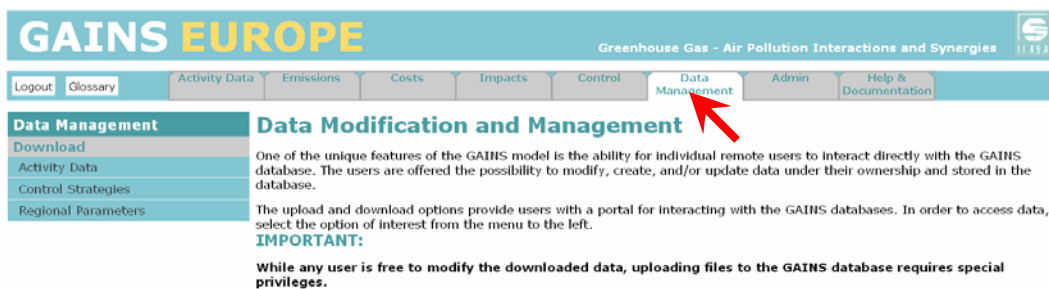 GAINS EUROPE
Greenhouse Gas - Air Pollution Interactions and Synergies
IIASA
Logout Glossary Activity Data Emissions Costs Impacts Control Data Management Admin Help & Documentation
Data Management
Download
Activity Data
Control Strategies
Regional Parameters
Data Modification and Management
One of the unique features of the GAINS model is the ability for individual remote users to interact directly with the GAINS
database. The users are offered the possibility to modify, create, and/or update data under their ownership and stored in the
database.
The upload and download options provide users with a portal for interacting with the GAINS databases. In order to access data,
select the option of interest from the menu to the left.
IMPORTANT:
While any user is free to modify the downloaded data, uploading files to the GAINS database requires special
privileges.